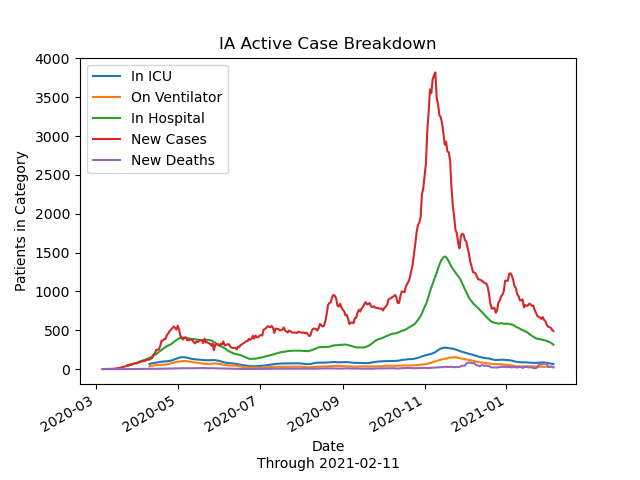 IA Active Case Breakdown
In ICU
On Ventilator
In Hospital
New Cases
New Deaths
Patients in Category
4000
3500
3000
2500
2000
1500
1000
500
0
2020-03
2020-05
2020-07
2020-09
2020-11
2021-01
Date
Through 2021-02-11